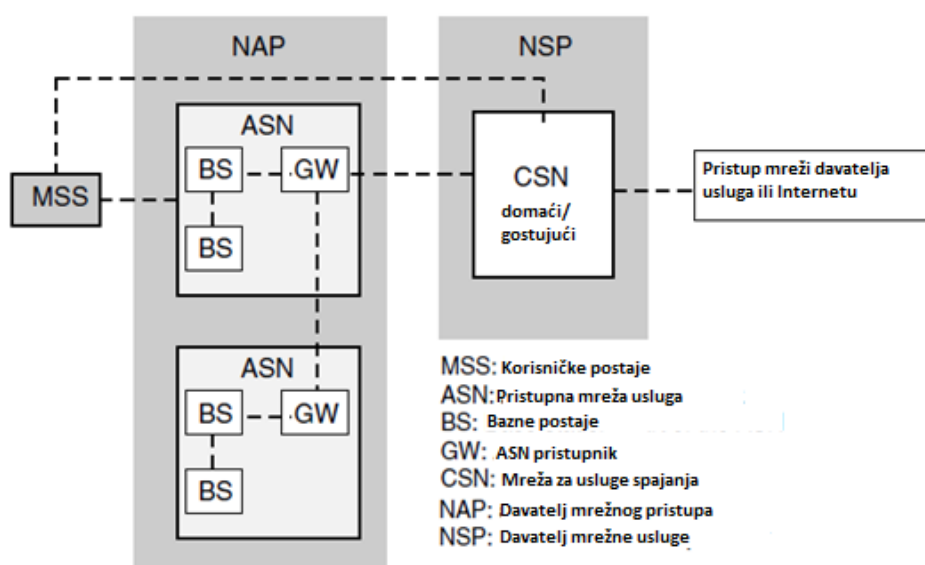 NAP
NSP
ASN
BS
GW
BS
MSS
CSN
domaći/
gostujući
Pristup mreži davatelja
usluga ili Internetu
ASN
BS
GW
BS
MSS: Korisničke postaje
ASN: Pristupna mreža usluga
BS: Bazne postaje
GW: ASN pristupnik
CSN: Mreža za usluge spajanja
NAP: Davatelj mrežnog pristupa
NSP: Davatelj mrežne usluge